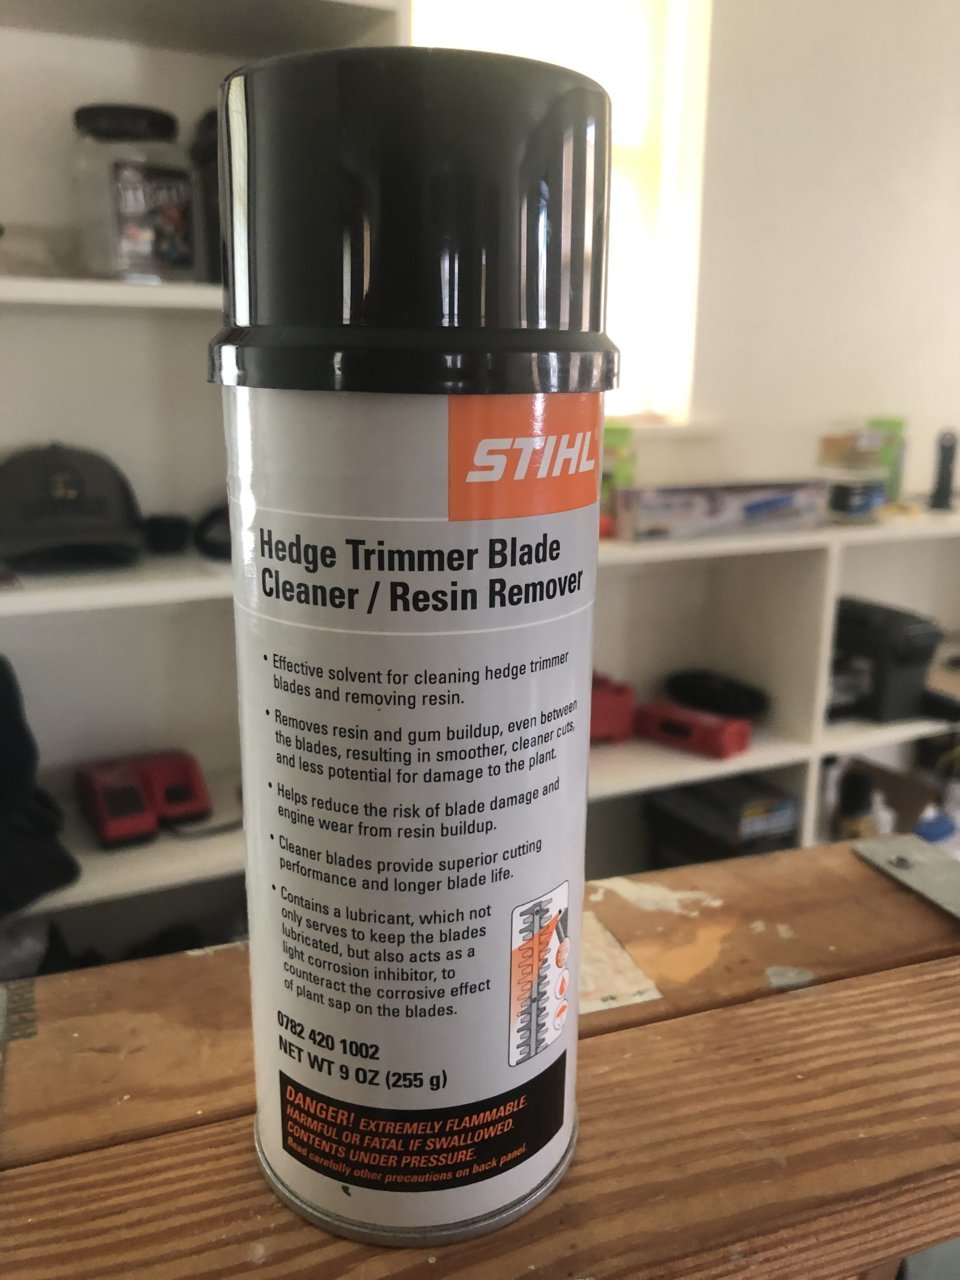 STIHL
Hedge Trimmer Blade
Cleaner / Resin Remover
• Effective solvent for cleaning hedge trimmer
blades and removing resin.
• Removes resin and gum buildup, even between
the blades, resulting in smoother, cleaner cuts,
and less potential for damage to the plant.
• Helps reduce the risk of blade damage and
engine wear from resin buildup.
• Cleaner blades provide superior cutting
performance and longer blade life.
• Contains a lubricant, which not
only serves to keep the blades
lubricated, but also acts as a
light corrosion inhibitor, to
counteract the corrosive effect
of plant sap on the blades.
0782 420 1002
NET WT 9 OZ (255 g)
DANGER! EXTREMELY FLAMMABLE.
HARMFUL OR FATAL IF SWALLOWED.
CONTENTS UNDER PRESSURE.
Read carefully other precautions on back panel.